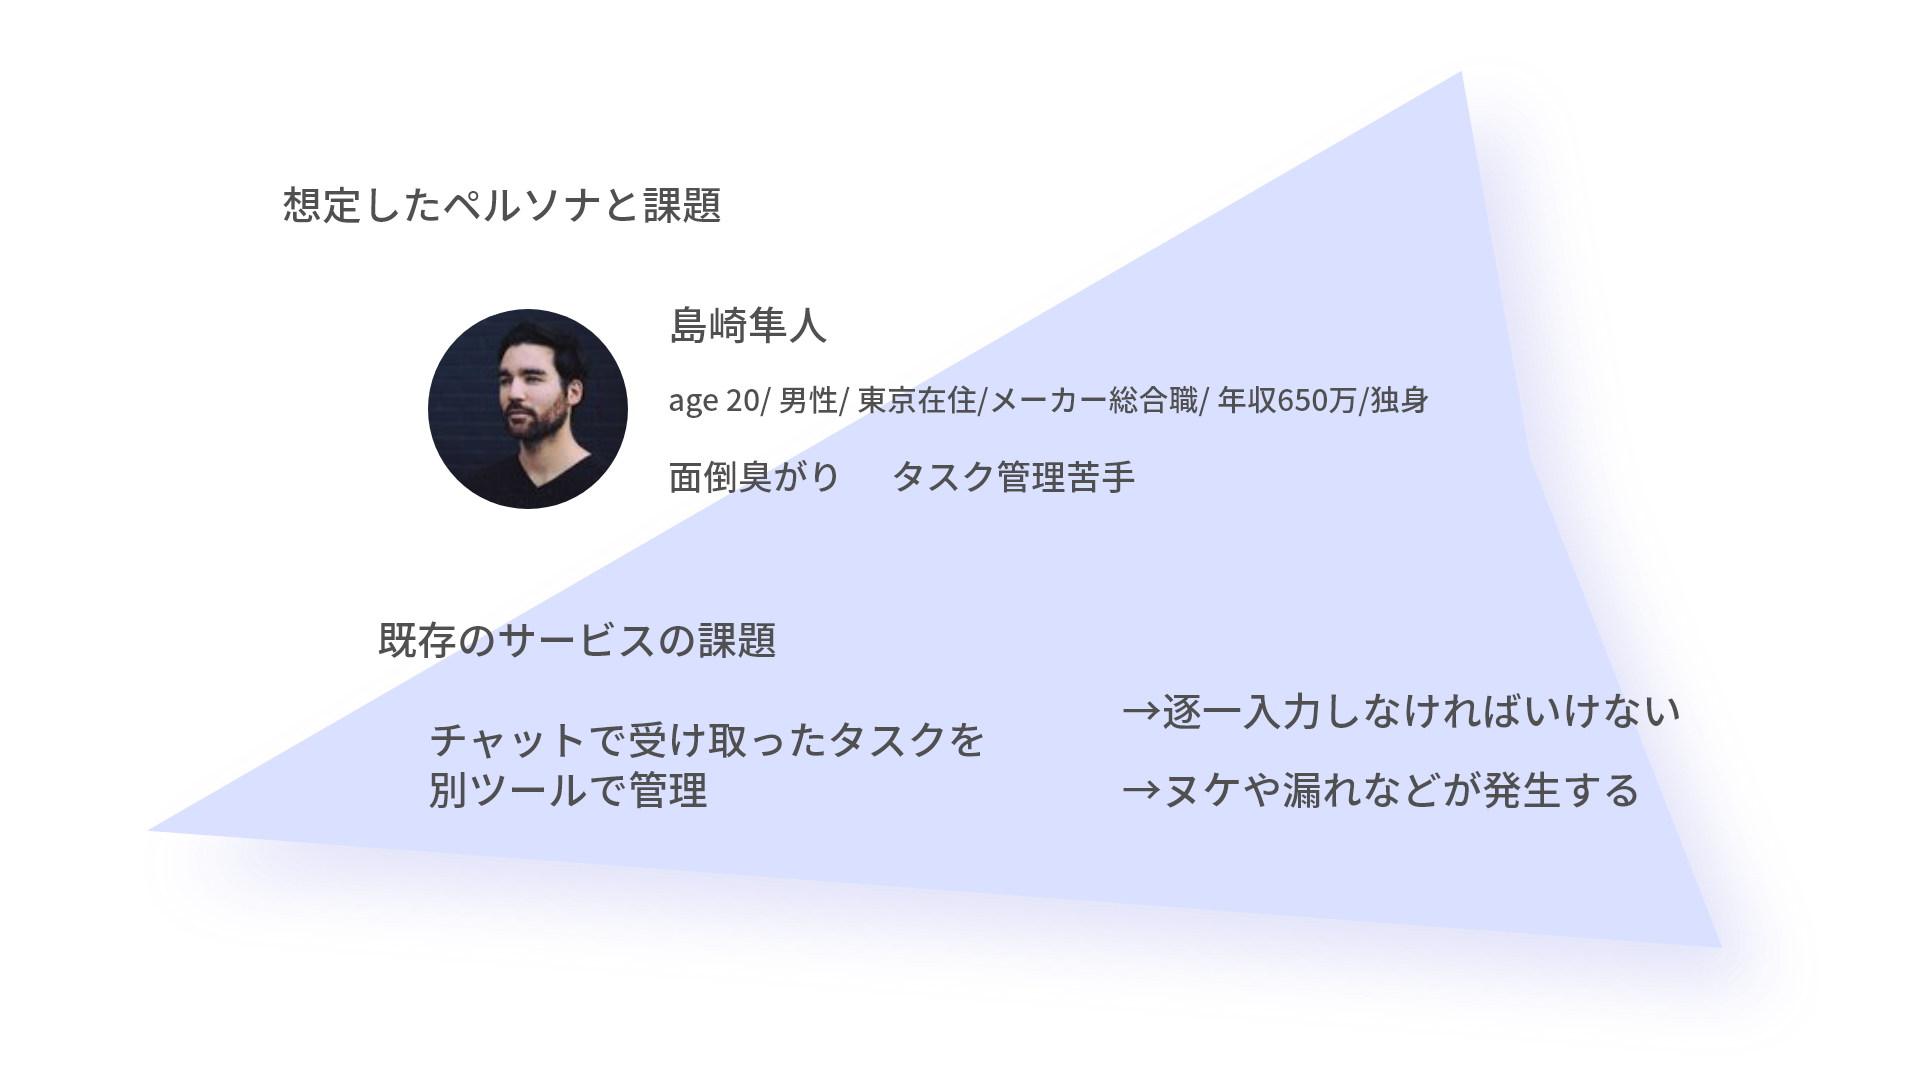 想定したペルソナと課題
島崎隼人
age 20/ 男性/ 東京在住/メーカー総合職/ 年収650万/独身
面倒臭がり タスク管理苦手
既存のサービスの課題
チャットで受け取ったタスクを
別ツールで管理
→逐一入力しなければいけない
→ヌケや漏れなどが発生する